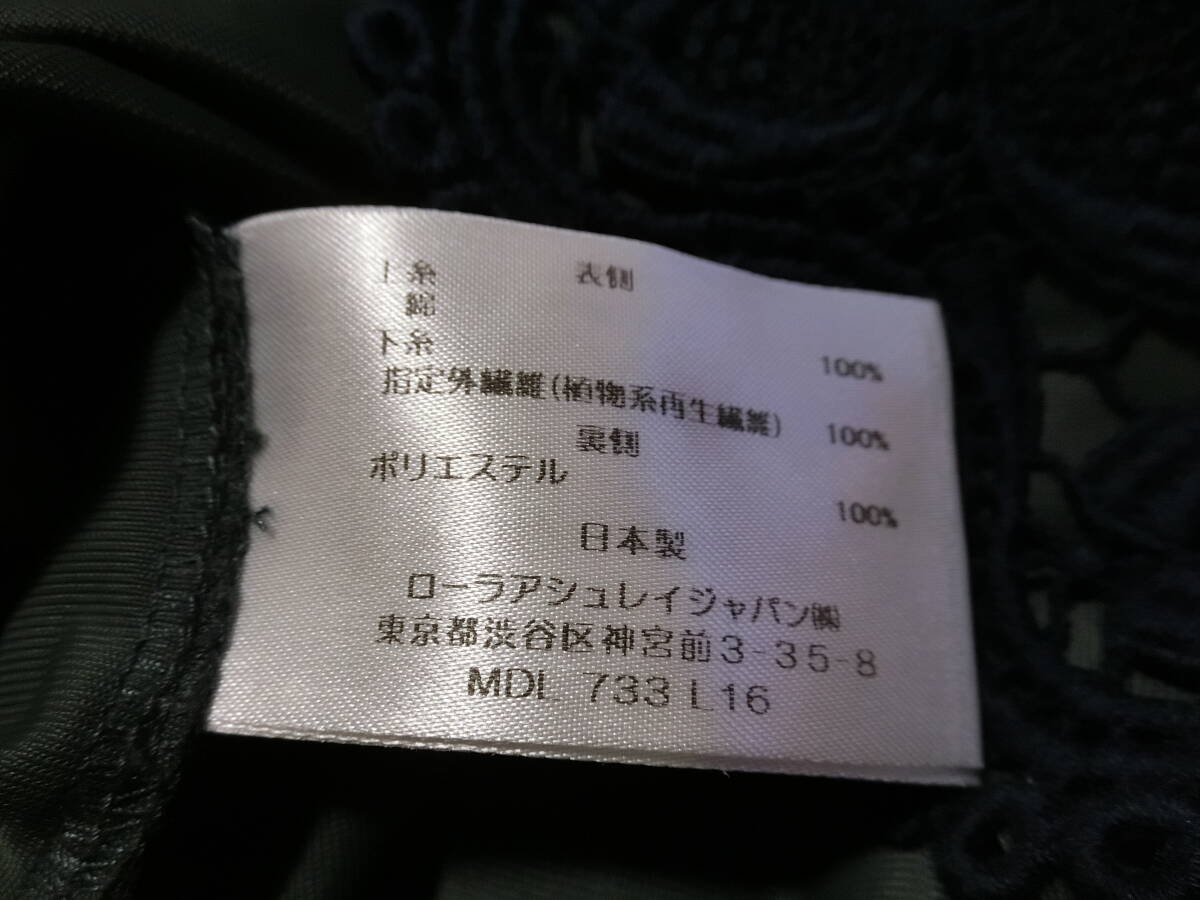 上糸 表側
綿 100%
下糸
指定外繊維(植物系再生繊維) 100%
裏側
ポリエステル 100%
日本製
ローラアシュレイジャパン㈱
東京都渋谷区神宮前3-35-8
MDL 733 L16